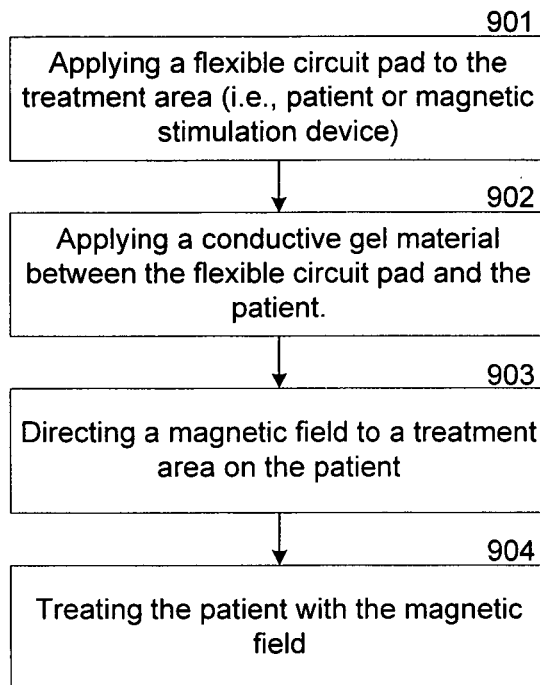 901
Applying a flexible circuit pad to the
treatment area (i.e., patient or magnetic
stimulation device)
902
Applying a conductive gel material
between the flexible circuit pad and the
patient.
903
Directing a magnetic field to a treatment
area on the patient
904
Treating the patient with the magnetic
field